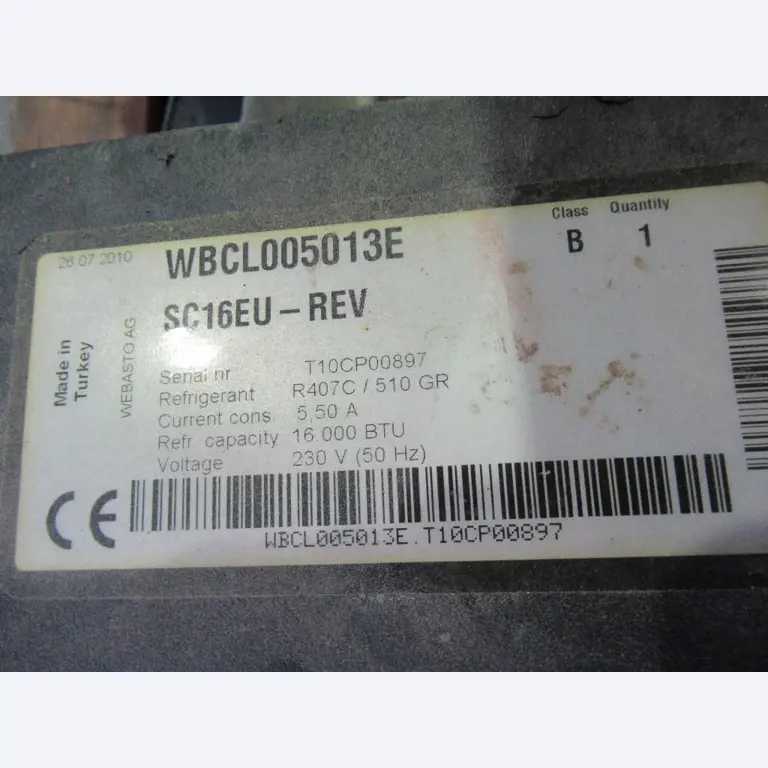 26.07.2010
WBCL005013E
Class Quantity
B 1
SC16EU – REV
Made in
Turkey
WEBASTO AG
Serial nr T10CP00897
Refrigerant R407C / 510 GR
Current cons. 5,50 A
Refr. capacity 16.000 BTU
Voltage 230 V (50 Hz)
CE
WBCL005013E.T10CP00897